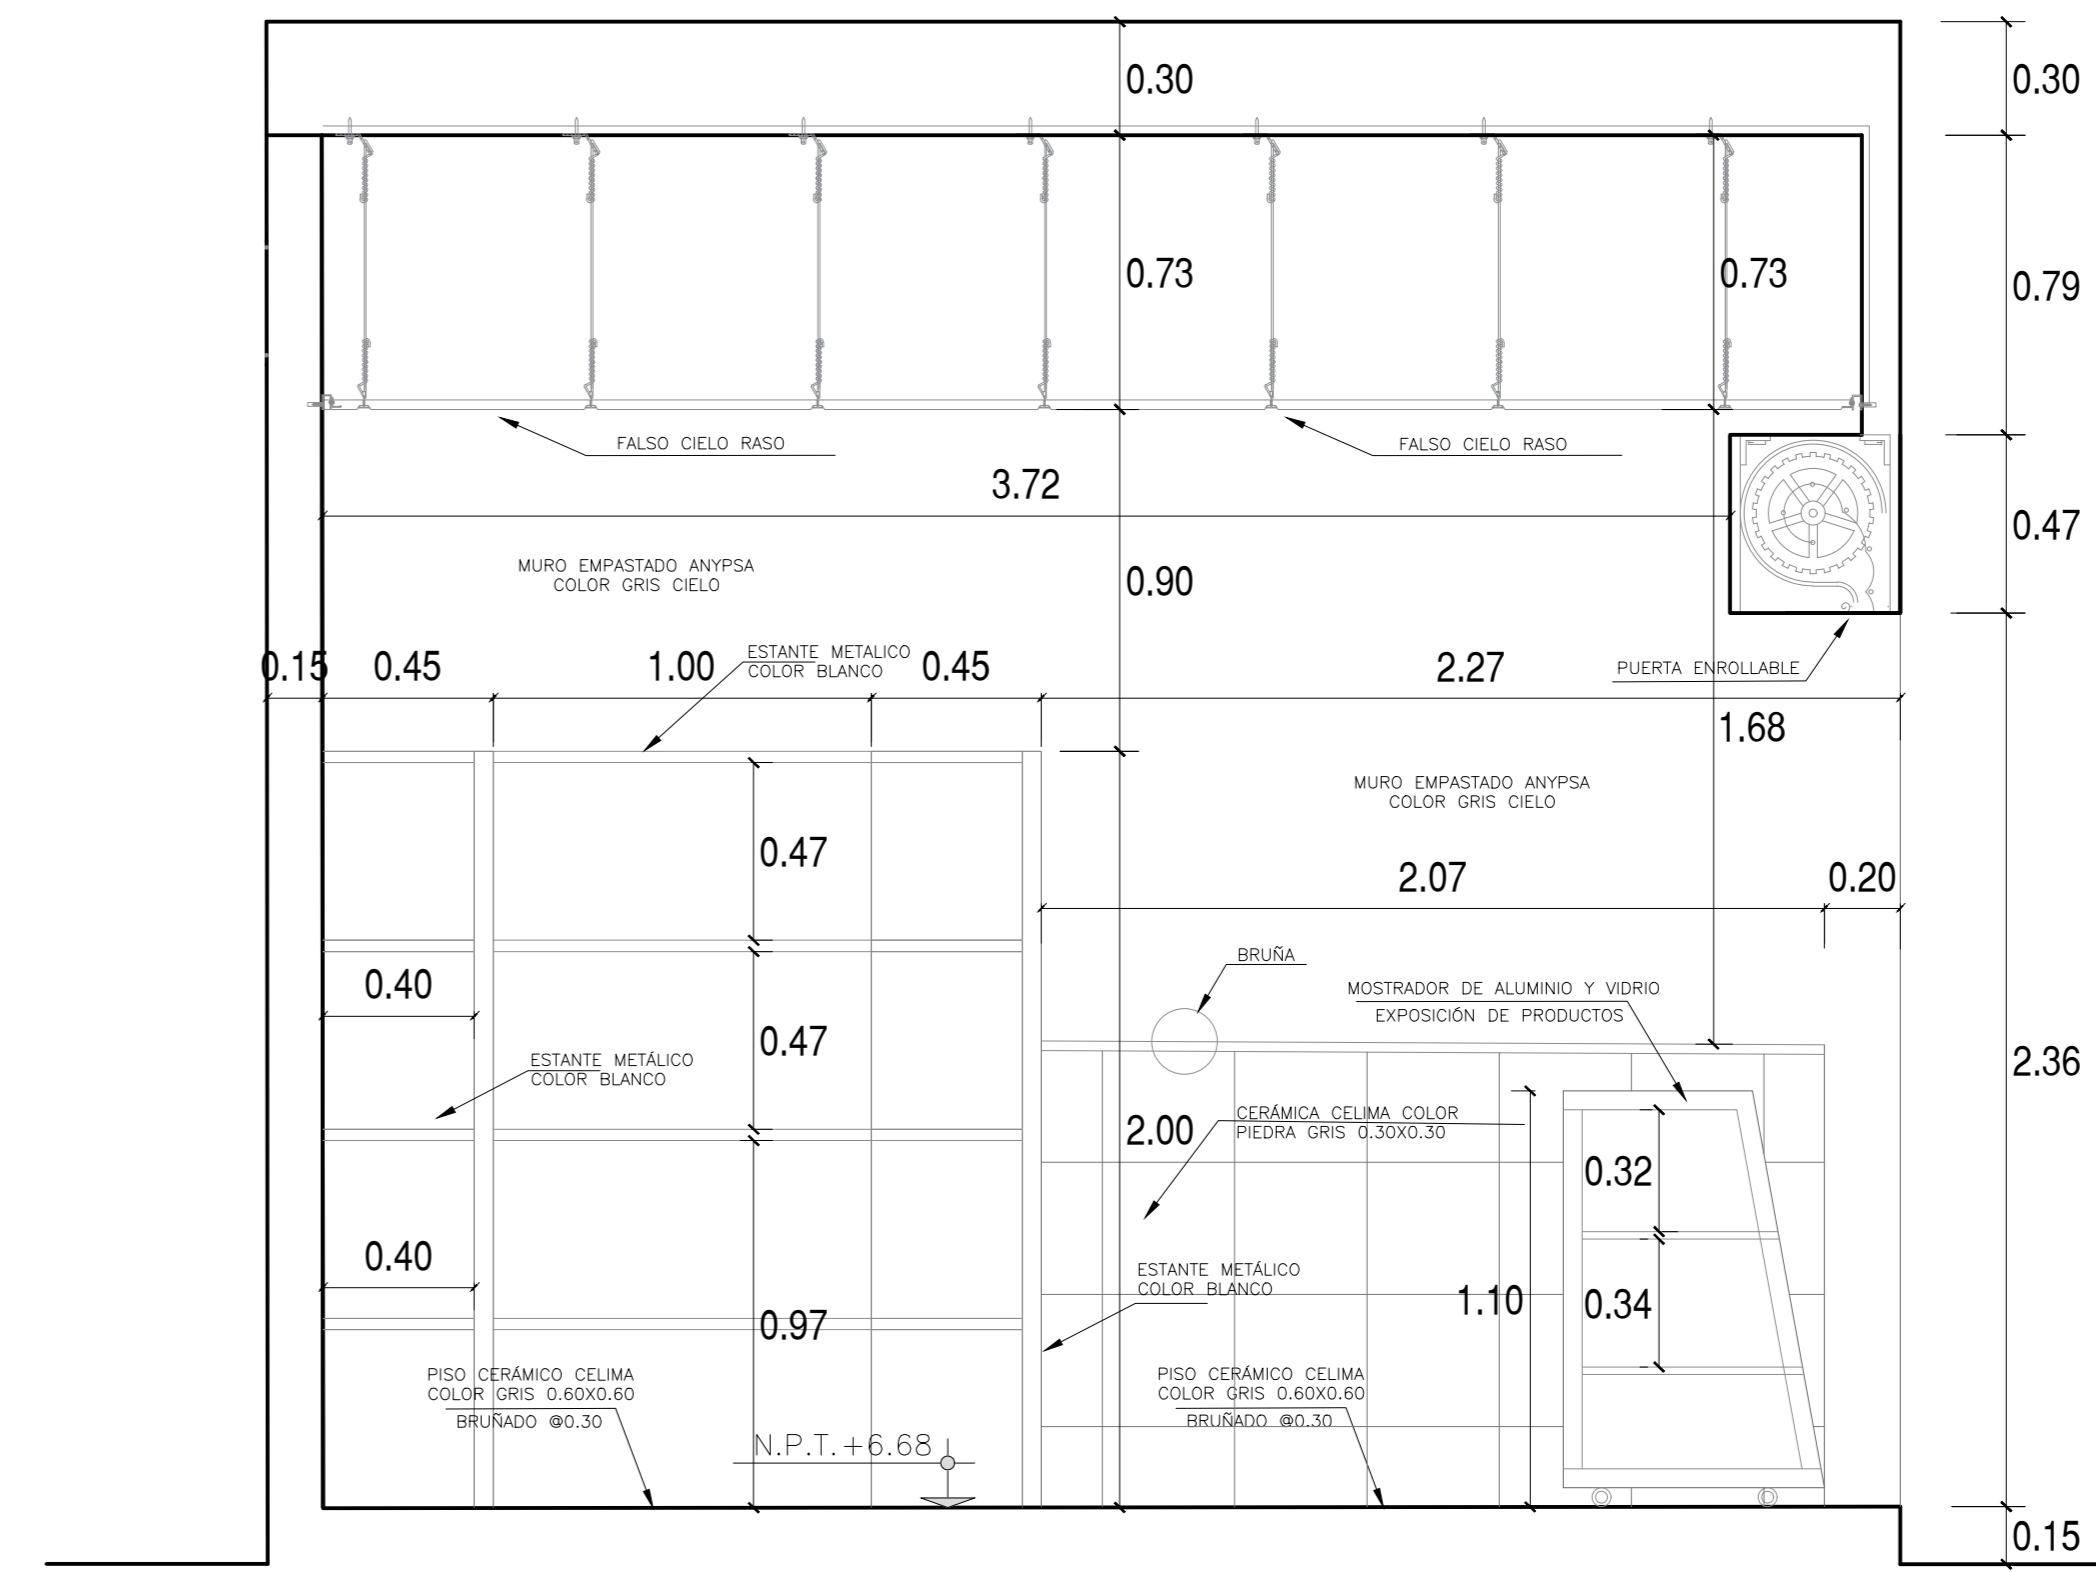 0.30
0.30
0.73
0.73
0.79
FALSO CIELO RASO
FALSO CIELO RASO
3.72
0.47
MURO EMPASTADO ANYPSA
COLOR GRIS CIELO
0.90
0.15
0.45
1.00
ESTANTE METALICO
COLOR BLANCO
0.45
2.27
PUERTA ENROLLABLE
1.68
MURO EMPASTADO ANYPSA
COLOR GRIS CIELO
0.47
2.07
0.20
BRUÑA
0.40
MOSTRADOR DE ALUMINIO Y VIDRIO
EXPOSICIÓN DE PRODUCTOS
0.47
ESTANTE METÁLICO
COLOR BLANCO
2.36
2.00
CERÁMICA CELIMA COLOR
PIEDRA GRIS 0.30X0.30
0.32
0.40
ESTANTE METÁLICO
COLOR BLANCO
1.10
0.34
0.97
PISO CERÁMICO CELIMA
COLOR GRIS 0.60X0.60
BRUÑADO @0.30
PISO CERÁMICO CELIMA
COLOR GRIS 0.60X0.60
BRUÑADO @0.30
N.P.T.+6.68
0.15